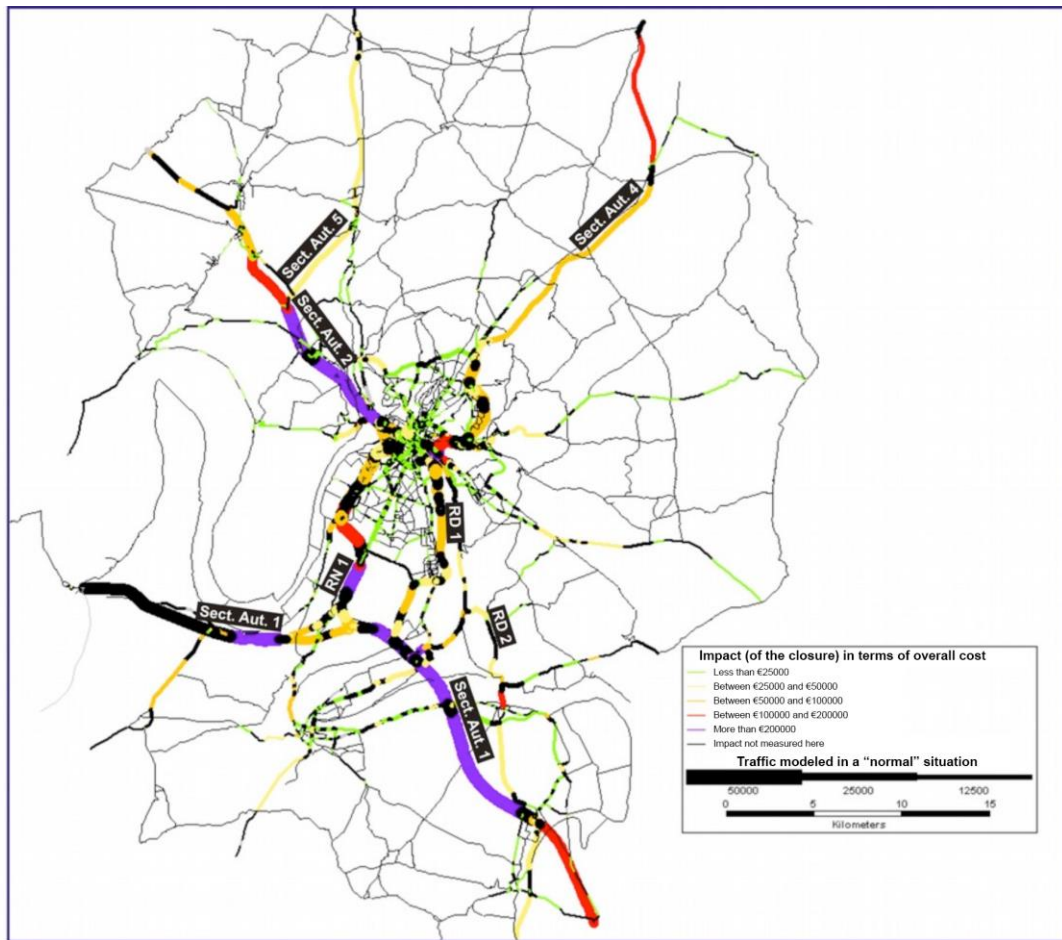 Sect. Aut. 5
Sect. Aut. 4
Sect. Aut. 2
RD 1
RN 1
Sect. Aut. 1
RD 2
Sect. Aut. 1
Impact (of the closure) in terms of overall cost
Less than €25000
Between €25000 and €50000
Between €50000 and €100000
Between €100000 and €200000
More than €200000
Impact not measured here
Traffic modeled in a “normal” situation
50000 25000 12500
0 5 10 15
Kilometers